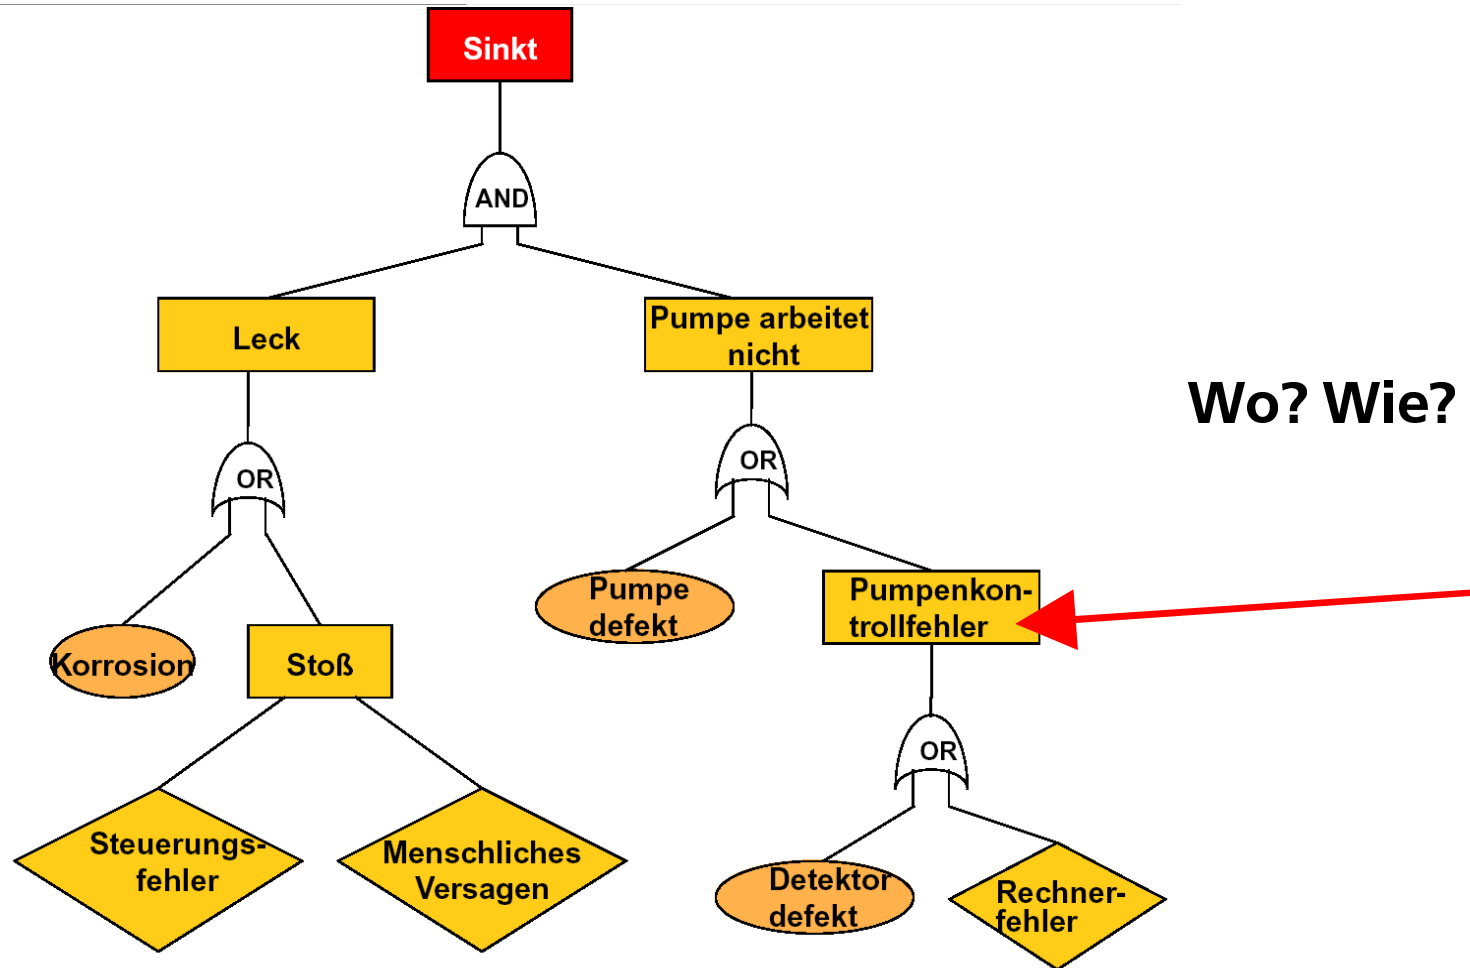 Sinkt
AND
Leck
Pumpe arbeitet
nicht
Wo? Wie?
OR
OR
Korrosion
Stoß
Pumpe
defekt
Pumpenkon-
trollfehler
OR
Steuerungs-
fehler
Menschliches
Versagen
Detektor
defekt
Rechner-
fehler